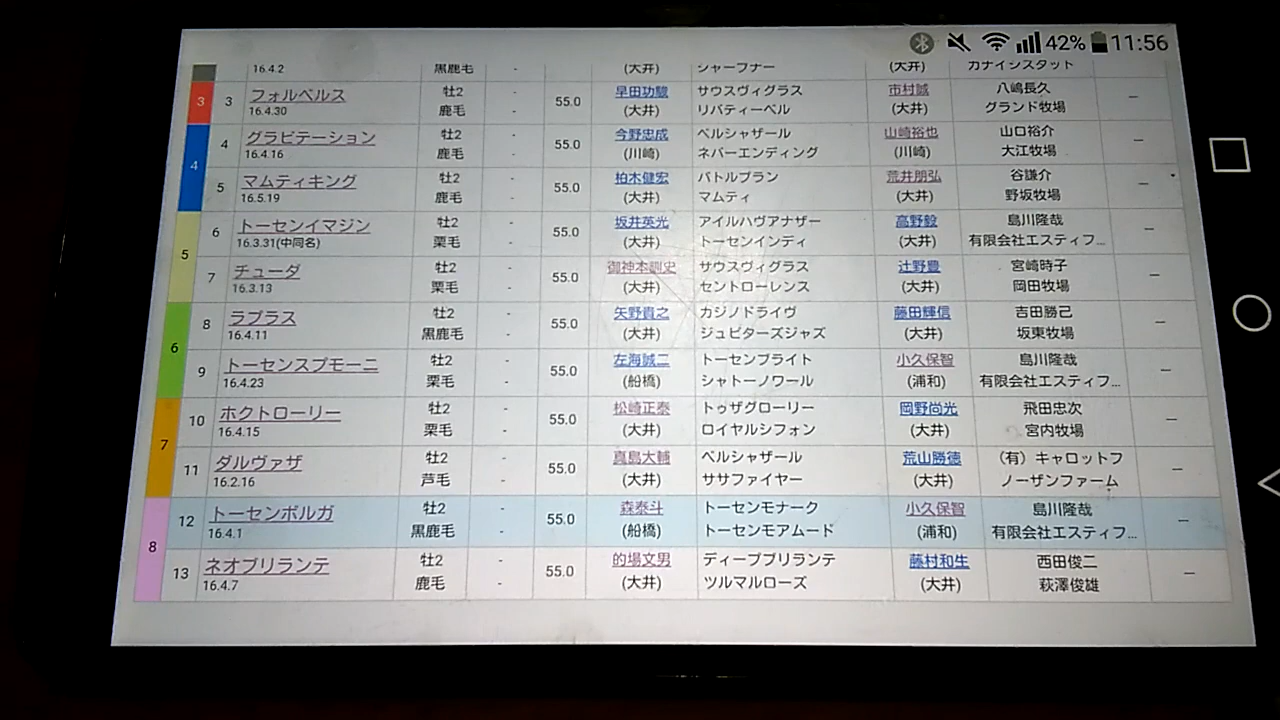 42% 11:56
16.4.2 黒鹿毛 - (大井) シャーフナー (大井) カナインスタット
3 3 フォルベルス 牡2 - 55.0 早田功駿 サウスヴィグラス 市村誠 八嶋長久 —
16.4.30 鹿毛 - (大井) リバティーベル (大井) グランド牧場
4 4 グラビテーション 牡2 - 55.0 今野忠成 ベルシャザール 山崎裕也 山口裕介 —
16.4.16 鹿毛 - (川崎) ネバーエンディング (川崎) 大江牧場
5 マムティキング 牡2 - 55.0 柏木健宏 バトルプラン 荒井朋弘 谷謙介 —
16.5.19 鹿毛 - (大井) マムティ (大井) 野坂牧場
5 6 トーセンイマジン 牡2 - 55.0 坂井英光 アイルハヴアナザー 高野毅 島川隆哉 —
16.3.31(中同名) 栗毛 - (大井) トーセンインディ (大井) 有限会社エスティフ...
7 チューダ 牡2 - 55.0 御神本訓史 サウスヴィグラス 辻野豊 宮崎時子 —
16.3.13 栗毛 - (大井) セントローレンス (大井) 岡田牧場
6 8 ラプラス 牡2 - 55.0 矢野貴之 カジノドライヴ 藤田輝信 吉田勝己 —
16.4.11 黒鹿毛 - (大井) ジュピターズジャズ (大井) 坂東牧場
9 トーセンスプモーニ 牡2 - 55.0 左海誠二 トーセンブライト 小久保智 島川隆哉 —
16.4.23 栗毛 - (船橋) シャトーノワール (浦和) 有限会社エスティフ...
7 10 ホクトローリー 牡2 - 55.0 松崎正泰 トゥザグローリー 岡野尚光 飛田忠次 —
16.4.15 栗毛 - (大井) ロイヤルシフォン (大井) 宮内牧場
11 ダルヴァザ 牡2 - 55.0 真島大輔 ベルシャザール 荒山勝徳 （有）キャロットフ —
16.2.16 芦毛 - (大井) ササファイヤー (大井) ノーザンファーム
8 12 トーセンボルガ 牡2 - 55.0 森泰斗 トーセンモナーク 小久保智 島川隆哉 —
16.4.1 黒鹿毛 - (船橋) トーセンモアムード (浦和) 有限会社エスティフ...
13 ネオブリランテ 牡2 - 55.0 的場文男 ディープブリランテ 藤村和生 西田俊二 —
16.4.7 鹿毛 - (大井) ツルマルローズ (大井) 萩澤俊雄